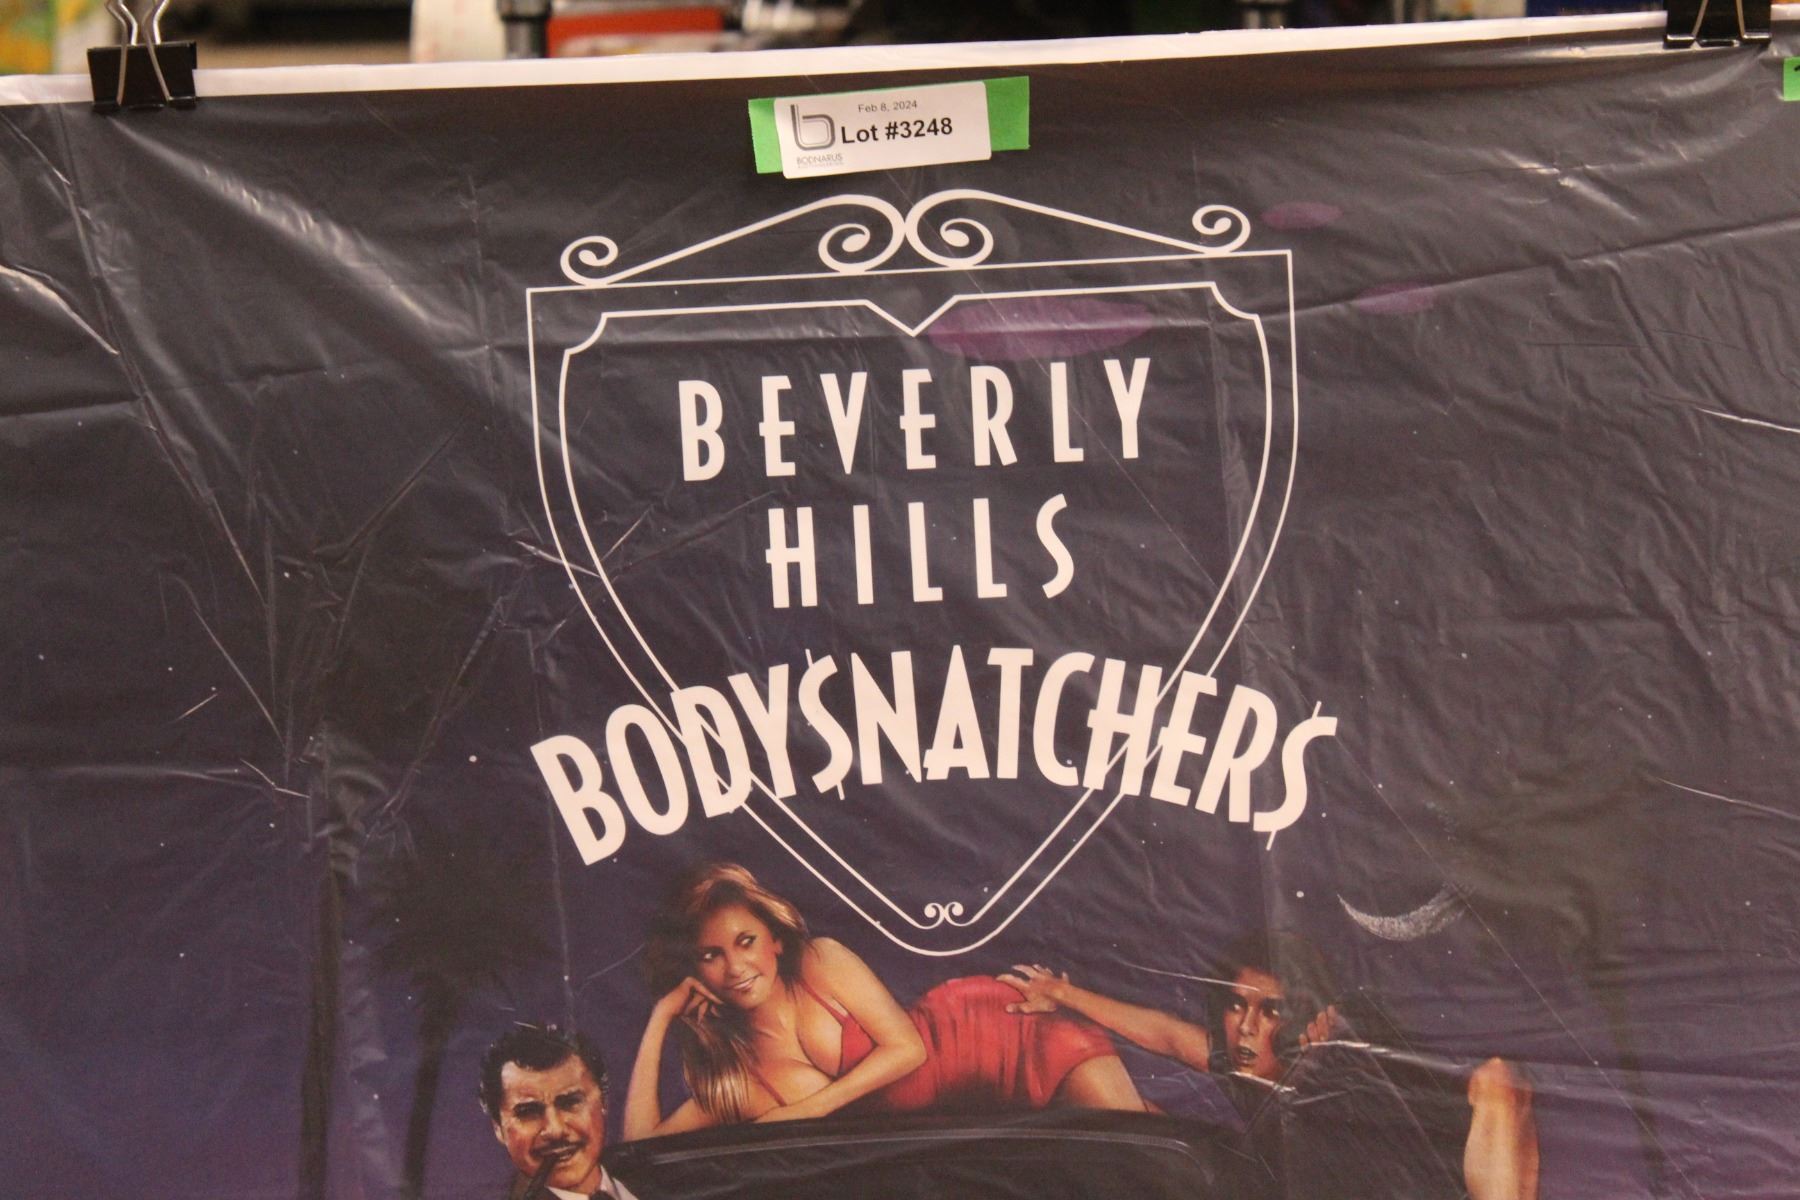 Feb 8, 2024
Lot #3248
BODNARUS
BEVERLY
HILLS
BODY$NATCHER$